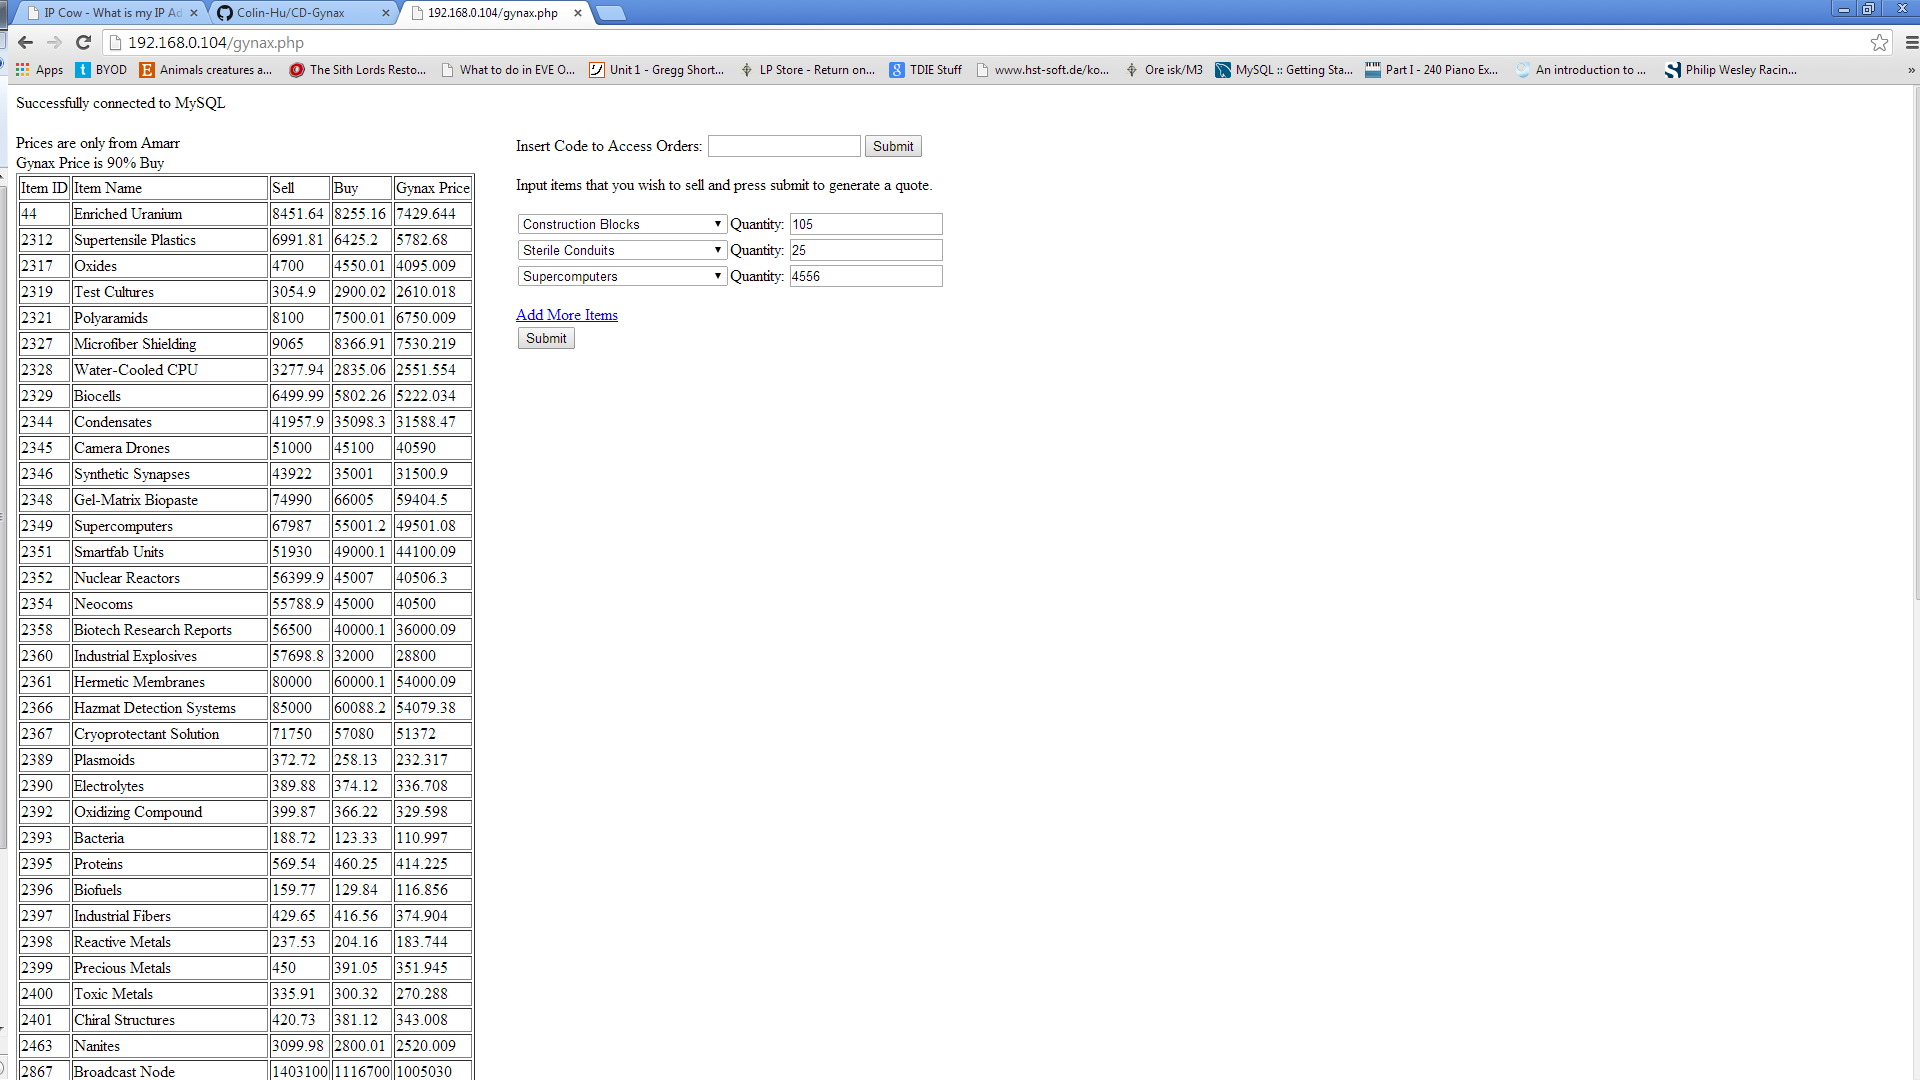 IP Cow - What is my IP Ad
Colin-Hu/CD-Gynax
192.168.0.104/gynax.php
192.168.0.104/gynax.php
Apps
BYOD
Animals creatures a...
The Sith Lords Resto...
What to do in EVE O...
Unit 1 - Gregg Short...
LP Store - Return on...
TDIE Stuff
www.hst-soft.de/ko...
Ore isk/M3
MySQL :: Getting Sta...
Part I - 240 Piano Ex...
An introduction to ...
Philip Wesley Racin...
»
Successfully connected to MySQL
Prices are only from Amarr
Gynax Price is 90% Buy
Item ID Item Name Sell Buy Gynax Price
44 Enriched Uranium 8451.64 8255.16 7429.644
2312 Supertensile Plastics 6991.81 6425.2 5782.68
2317 Oxides 4700 4550.01 4095.009
2319 Test Cultures 3054.9 2900.02 2610.018
2321 Polyaramids 8100 7500.01 6750.009
2327 Microfiber Shielding 9065 8366.91 7530.219
2328 Water-Cooled CPU 3277.94 2835.06 2551.554
2329 Biocells 6499.99 5802.26 5222.034
2344 Condensates 41957.9 35098.3 31588.47
2345 Camera Drones 51000 45100 40590
2346 Synthetic Synapses 43922 35001 31500.9
2348 Gel-Matrix Biopaste 74990 66005 59404.5
2349 Supercomputers 67987 55001.2 49501.08
2351 Smartfab Units 51930 49000.1 44100.09
2352 Nuclear Reactors 56399.9 45007 40506.3
2354 Neocoms 55788.9 45000 40500
2358 Biotech Research Reports 56500 40000.1 36000.09
2360 Industrial Explosives 57698.8 32000 28800
2361 Hermetic Membranes 80000 60000.1 54000.09
2366 Hazmat Detection Systems 85000 60088.2 54079.38
2367 Cryoprotectant Solution 71750 57080 51372
2389 Plasmoids 372.72 258.13 232.317
2390 Electrolytes 389.88 374.12 336.708
2392 Oxidizing Compound 399.87 366.22 329.598
2393 Bacteria 188.72 123.33 110.997
2395 Proteins 569.54 460.25 414.225
2396 Biofuels 159.77 129.84 116.856
2397 Industrial Fibers 429.65 416.56 374.904
2398 Reactive Metals 237.53 204.16 183.744
2399 Precious Metals 450 391.05 351.945
2400 Toxic Metals 335.91 300.32 270.288
2401 Chiral Structures 420.73 381.12 343.008
2463 Nanites 3099.98 2800.01 2520.009
2867 Broadcast Node 1403100 1116700 1005030
Insert Code to Access Orders: Submit
Input items that you wish to sell and press submit to generate a quote.
Construction Blocks Quantity: 105
Sterile Conduits Quantity: 25
Supercomputers Quantity: 4556
Add More Items
Submit